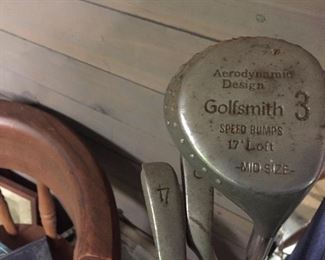 Aerodynamic
Design
Golfsmith 3
SPEED BUMPS
17° Loft
-MID SIZE-
4